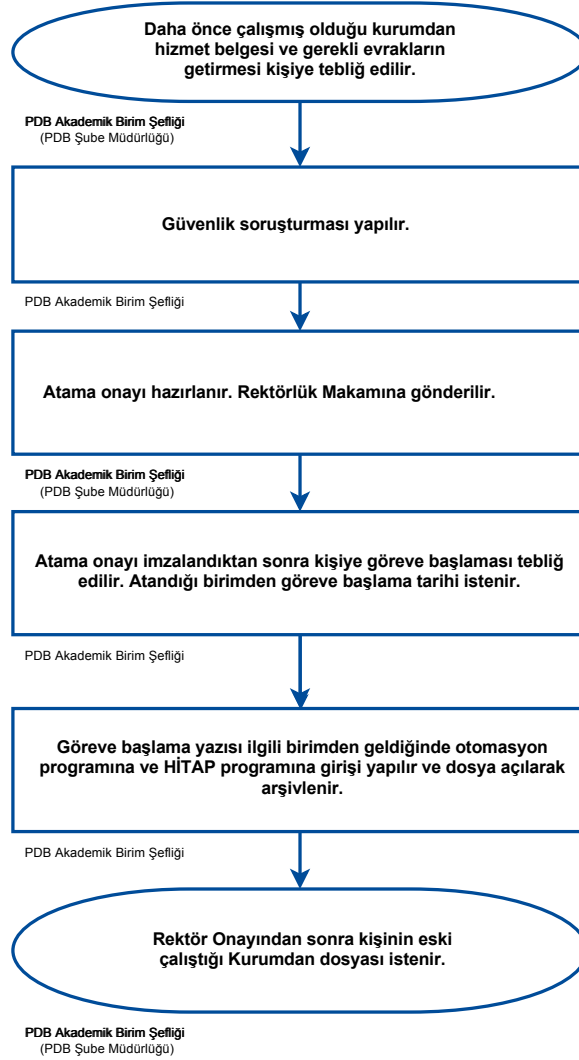 Daha önce çalışmış olduğu kurumdan
hizmet belgesi ve gerekli evrakların
getirmesi kişiye tebliğ edilir.
PDB Akademik Birim Şefliği
(PDB Şube Müdürlüğü)
Güvenlik soruşturması yapılır.
PDB Akademik Birim Şefliği
Atama onayı hazırlanır. Rektörlük Makamına gönderilir.
PDB Akademik Birim Şefliği
(PDB Şube Müdürlüğü)
Atama onayı imzalandıktan sonra kişiye göreve başlaması tebliğ
edilir. Atandığı birimden göreve başlama tarihi istenir.
PDB Akademik Birim Şefliği
Göreve başlama yazısı ilgili birimden geldiğinde otomasyon
programına ve HİTAP programına girişi yapılır ve dosya açılarak
arşivlenir.
PDB Akademik Birim Şefliği
Rektör Onayından sonra kişinin eski
çalıştığı Kurumdan dosyası istenir.
PDB Akademik Birim Şefliği
(PDB Şube Müdürlüğü)